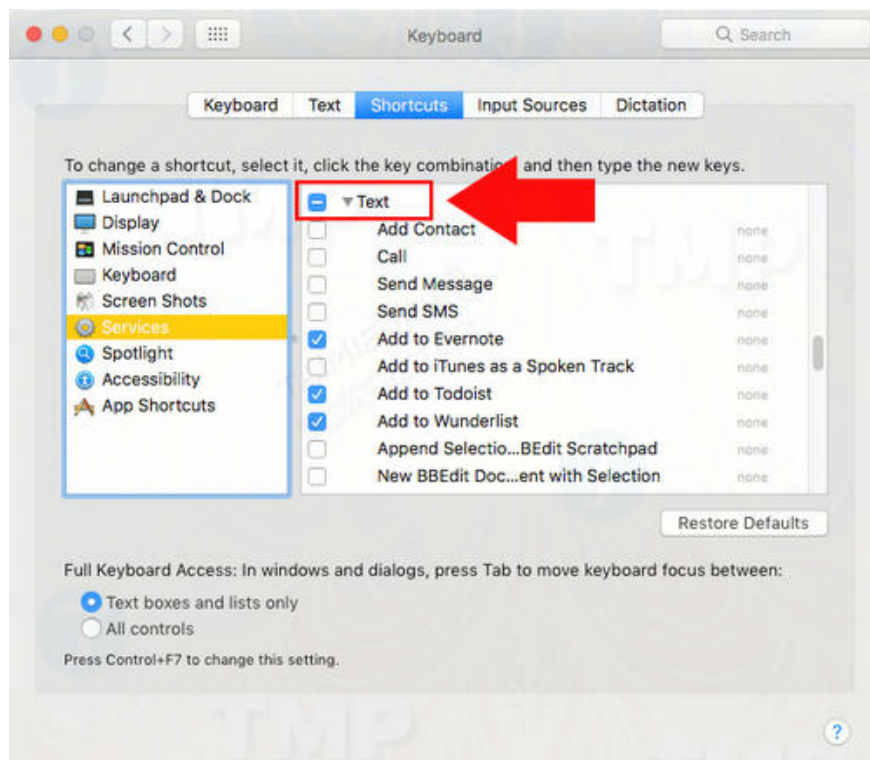 Keyboard
Search
Keyboard Text Shortcuts Input Sources Dictation
To change a shortcut, select it, click the key combination, and then type the new keys.
Launchpad & Dock
Display
Mission Control
Keyboard
Screen Shots
Services
Spotlight
Accessibility
App Shortcuts
Text
Add Contact none
Call none
Send Message none
Send SMS none
Add to Evernote none
Add to iTunes as a Spoken Track none
Add to Todoist none
Add to Wunderlist none
Append Selectio...BEdit Scratchpad none
New BBEdit Doc...ent with Selection none
Restore Defaults
Full Keyboard Access: In windows and dialogs, press Tab to move keyboard focus between:
Text boxes and lists only
All controls
Press Control+F7 to change this setting.
?
TMP
TMP